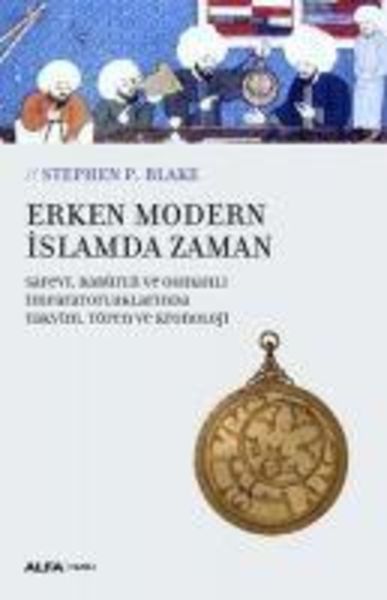 // STEPHEN P. BLAKE
ERKEN MODERN
İSLAMDA ZAMAN
SAFEVİ, BABÜRLÜ VE OSMANLI
İMPARATORLUKLARINDA
TAKVİM, TÖREN VE KRONOLOJİ
ALFA